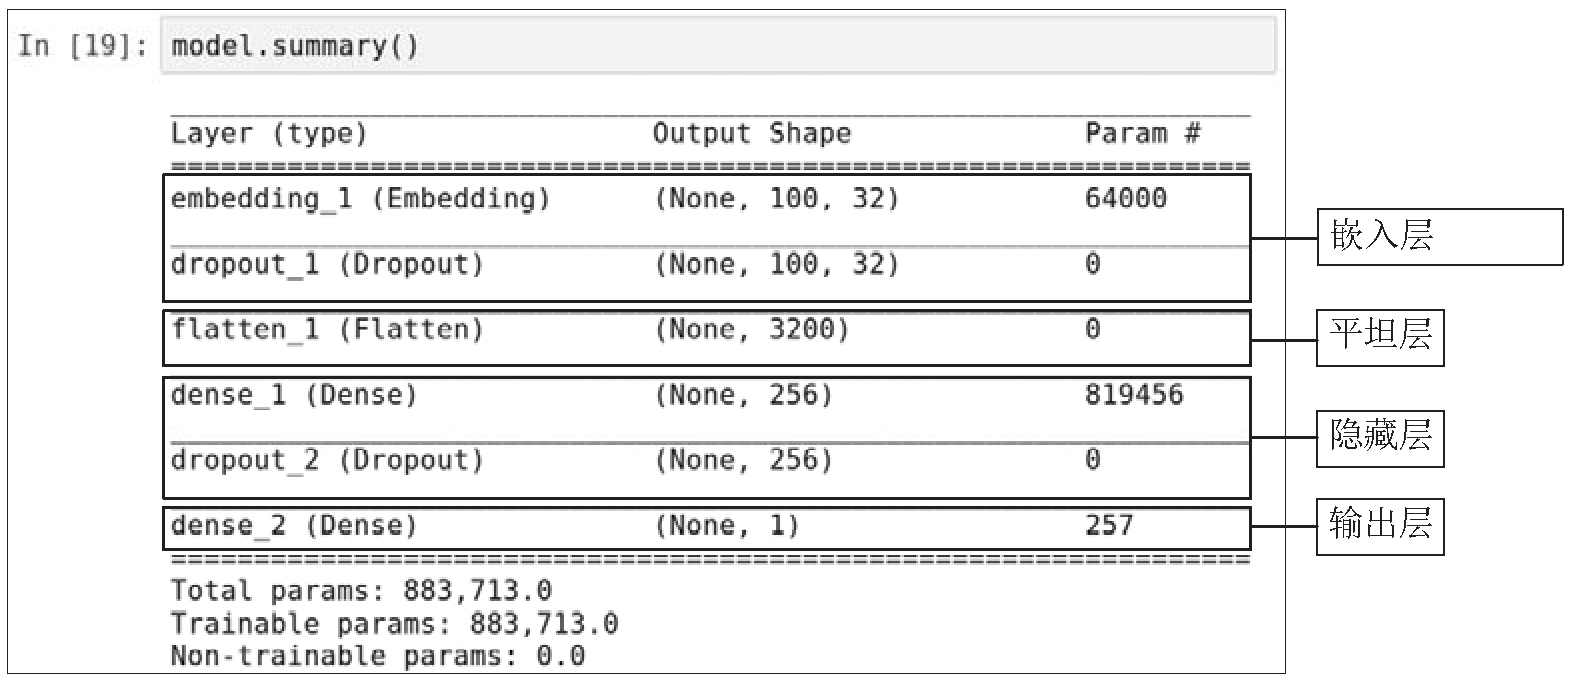 In [19]: model.summary()
Layer (type) Output Shape Param #
=================================================================
embedding_1 (Embedding) (None, 100, 32) 64000
嵌入层
dropout_1 (Dropout) (None, 100, 32) 0
flatten_1 (Flatten) (None, 3200) 0
平坦层
dense_1 (Dense) (None, 256) 819456
隐藏层
dropout_2 (Dropout) (None, 256) 0
dense_2 (Dense) (None, 1) 257
输出层
=================================================================
Total params: 883,713.0
Trainable params: 883,713.0
Non-trainable params: 0.0